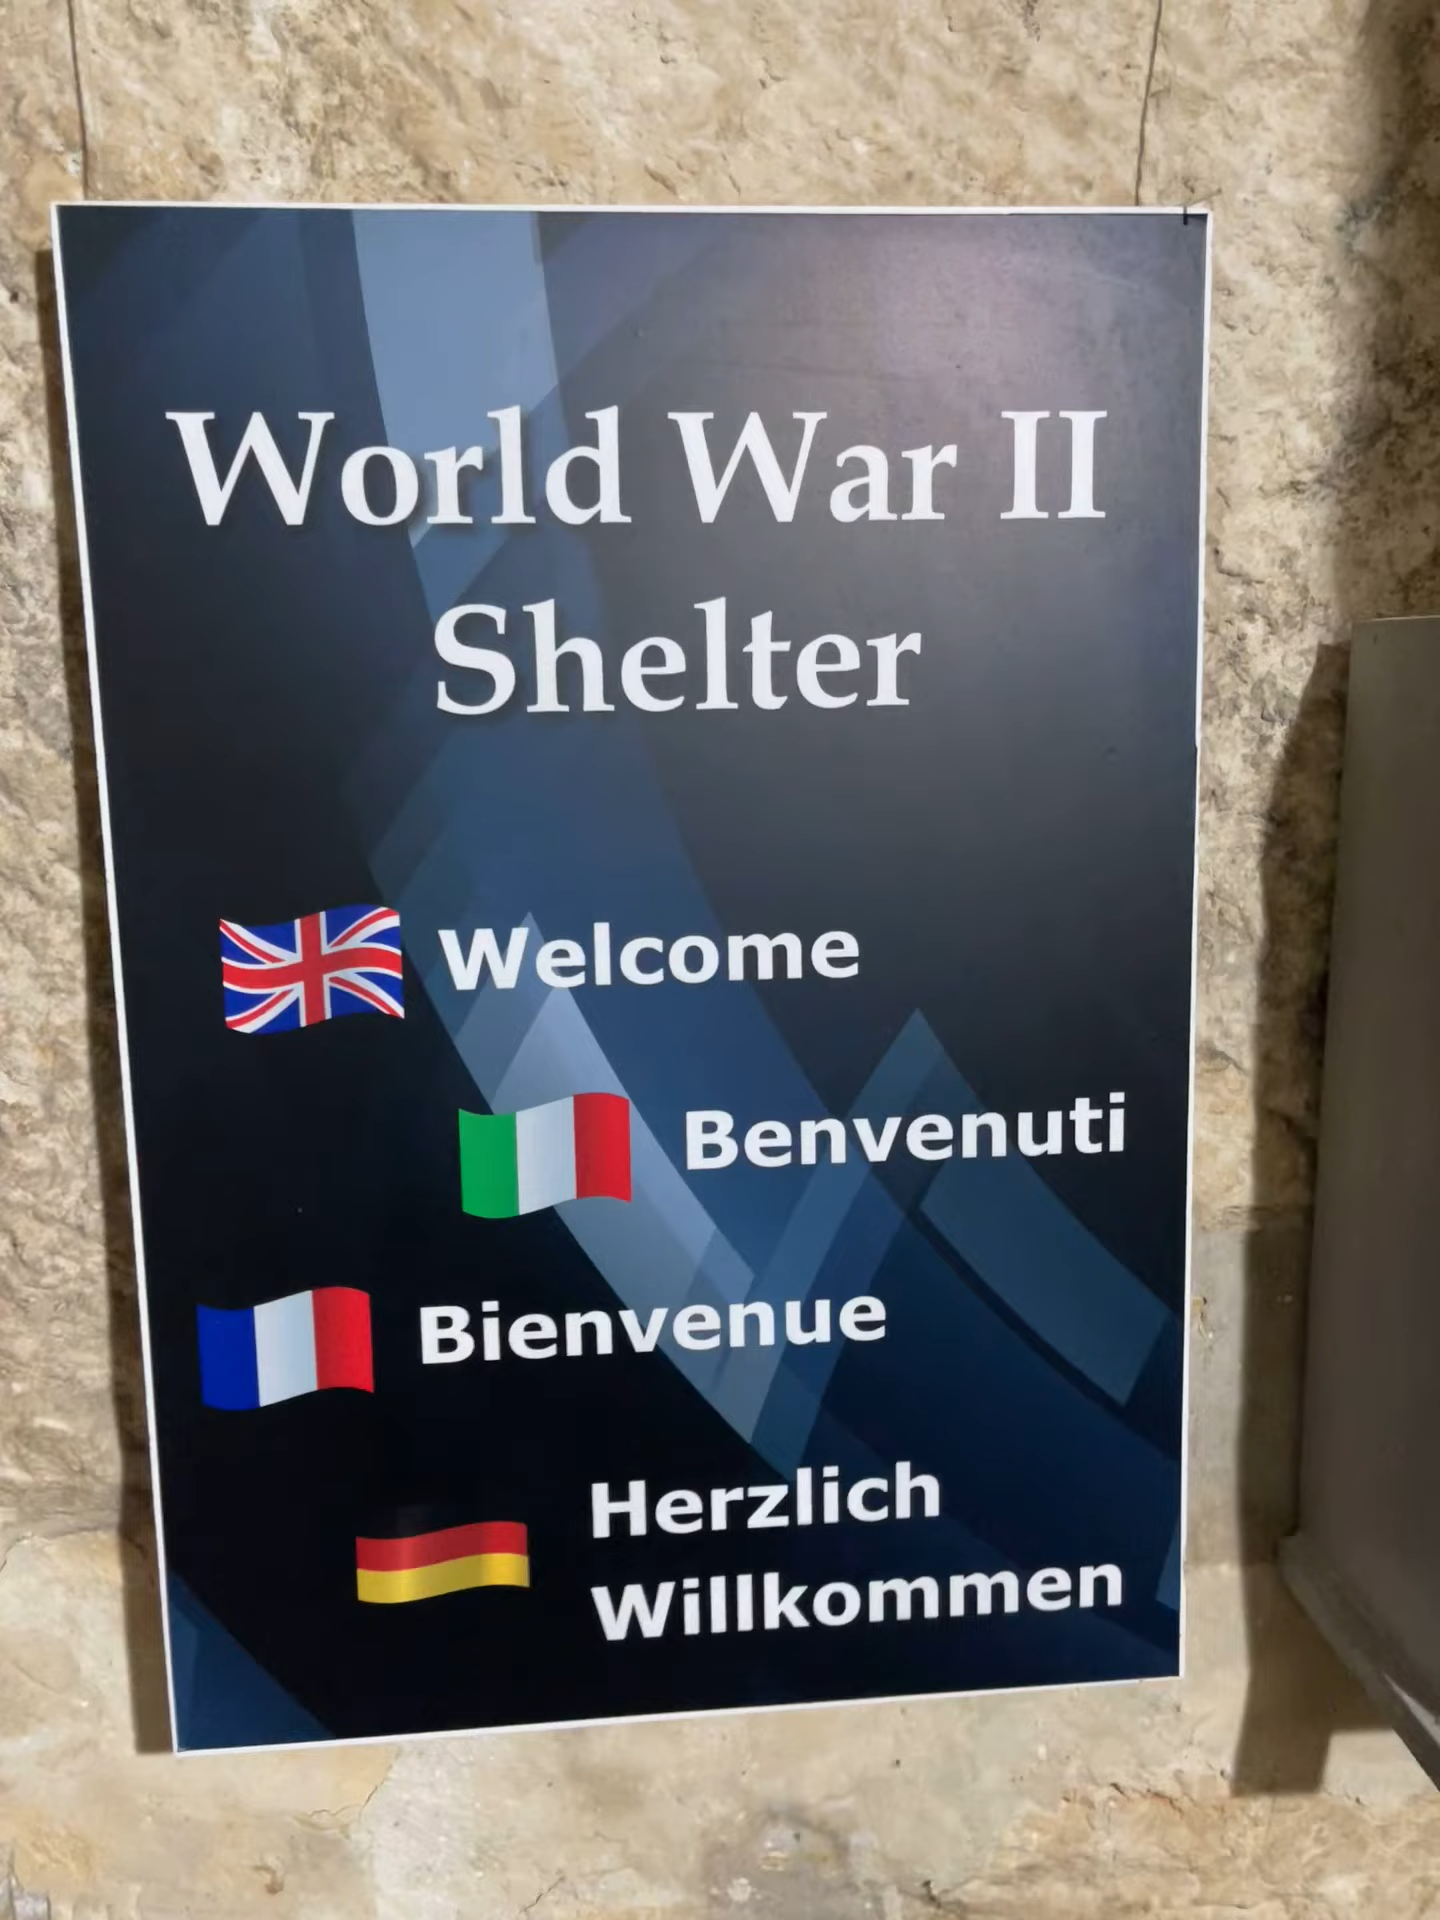 World War II
Shelter
Welcome
Benvenuti
Bienvenue
Herzlich
Willkommen